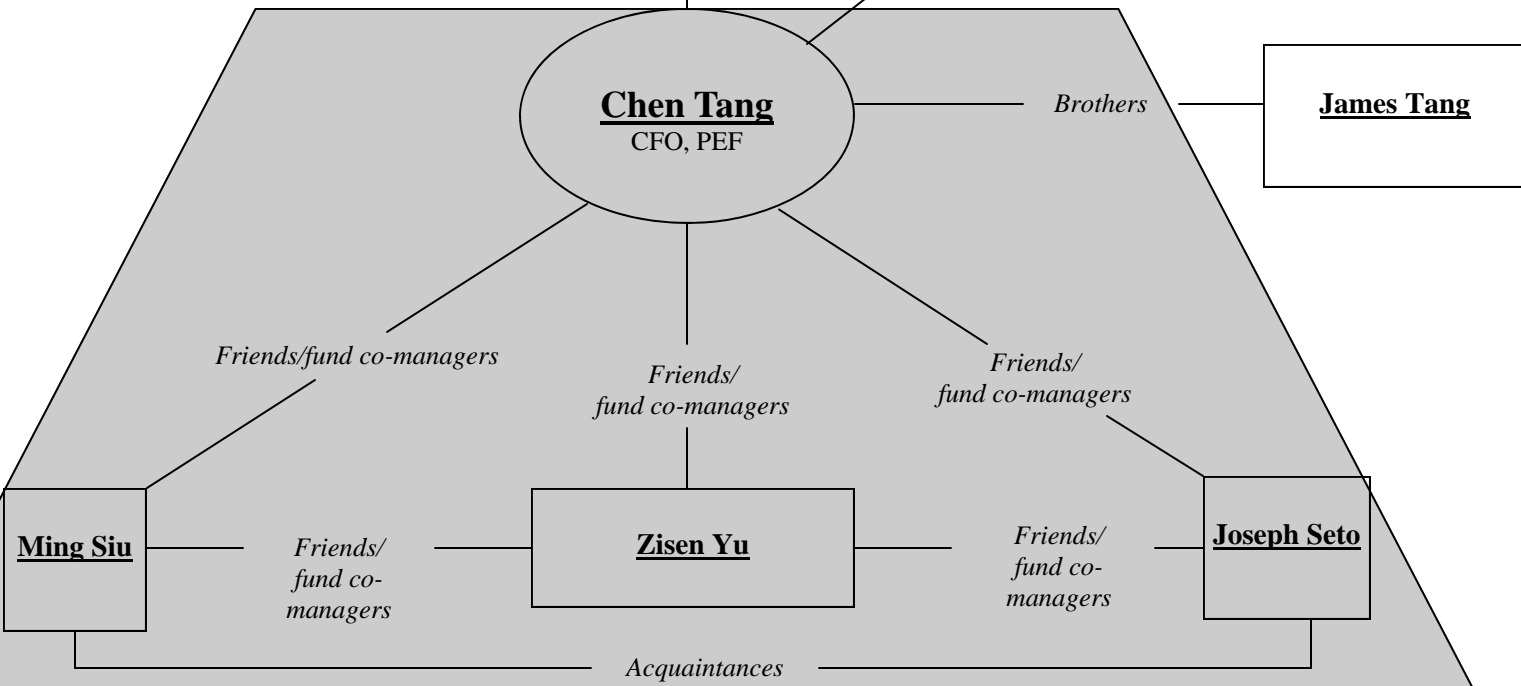 Chen Tang
CFO, PEF
Brothers
James Tang
Friends/fund co-managers
Friends/
fund co-managers
Friends/
fund co-managers
Ming Siu
Friends/
fund co-
managers
Zisen Yu
Friends/
fund co-
managers
Joseph Seto
Acquaintances